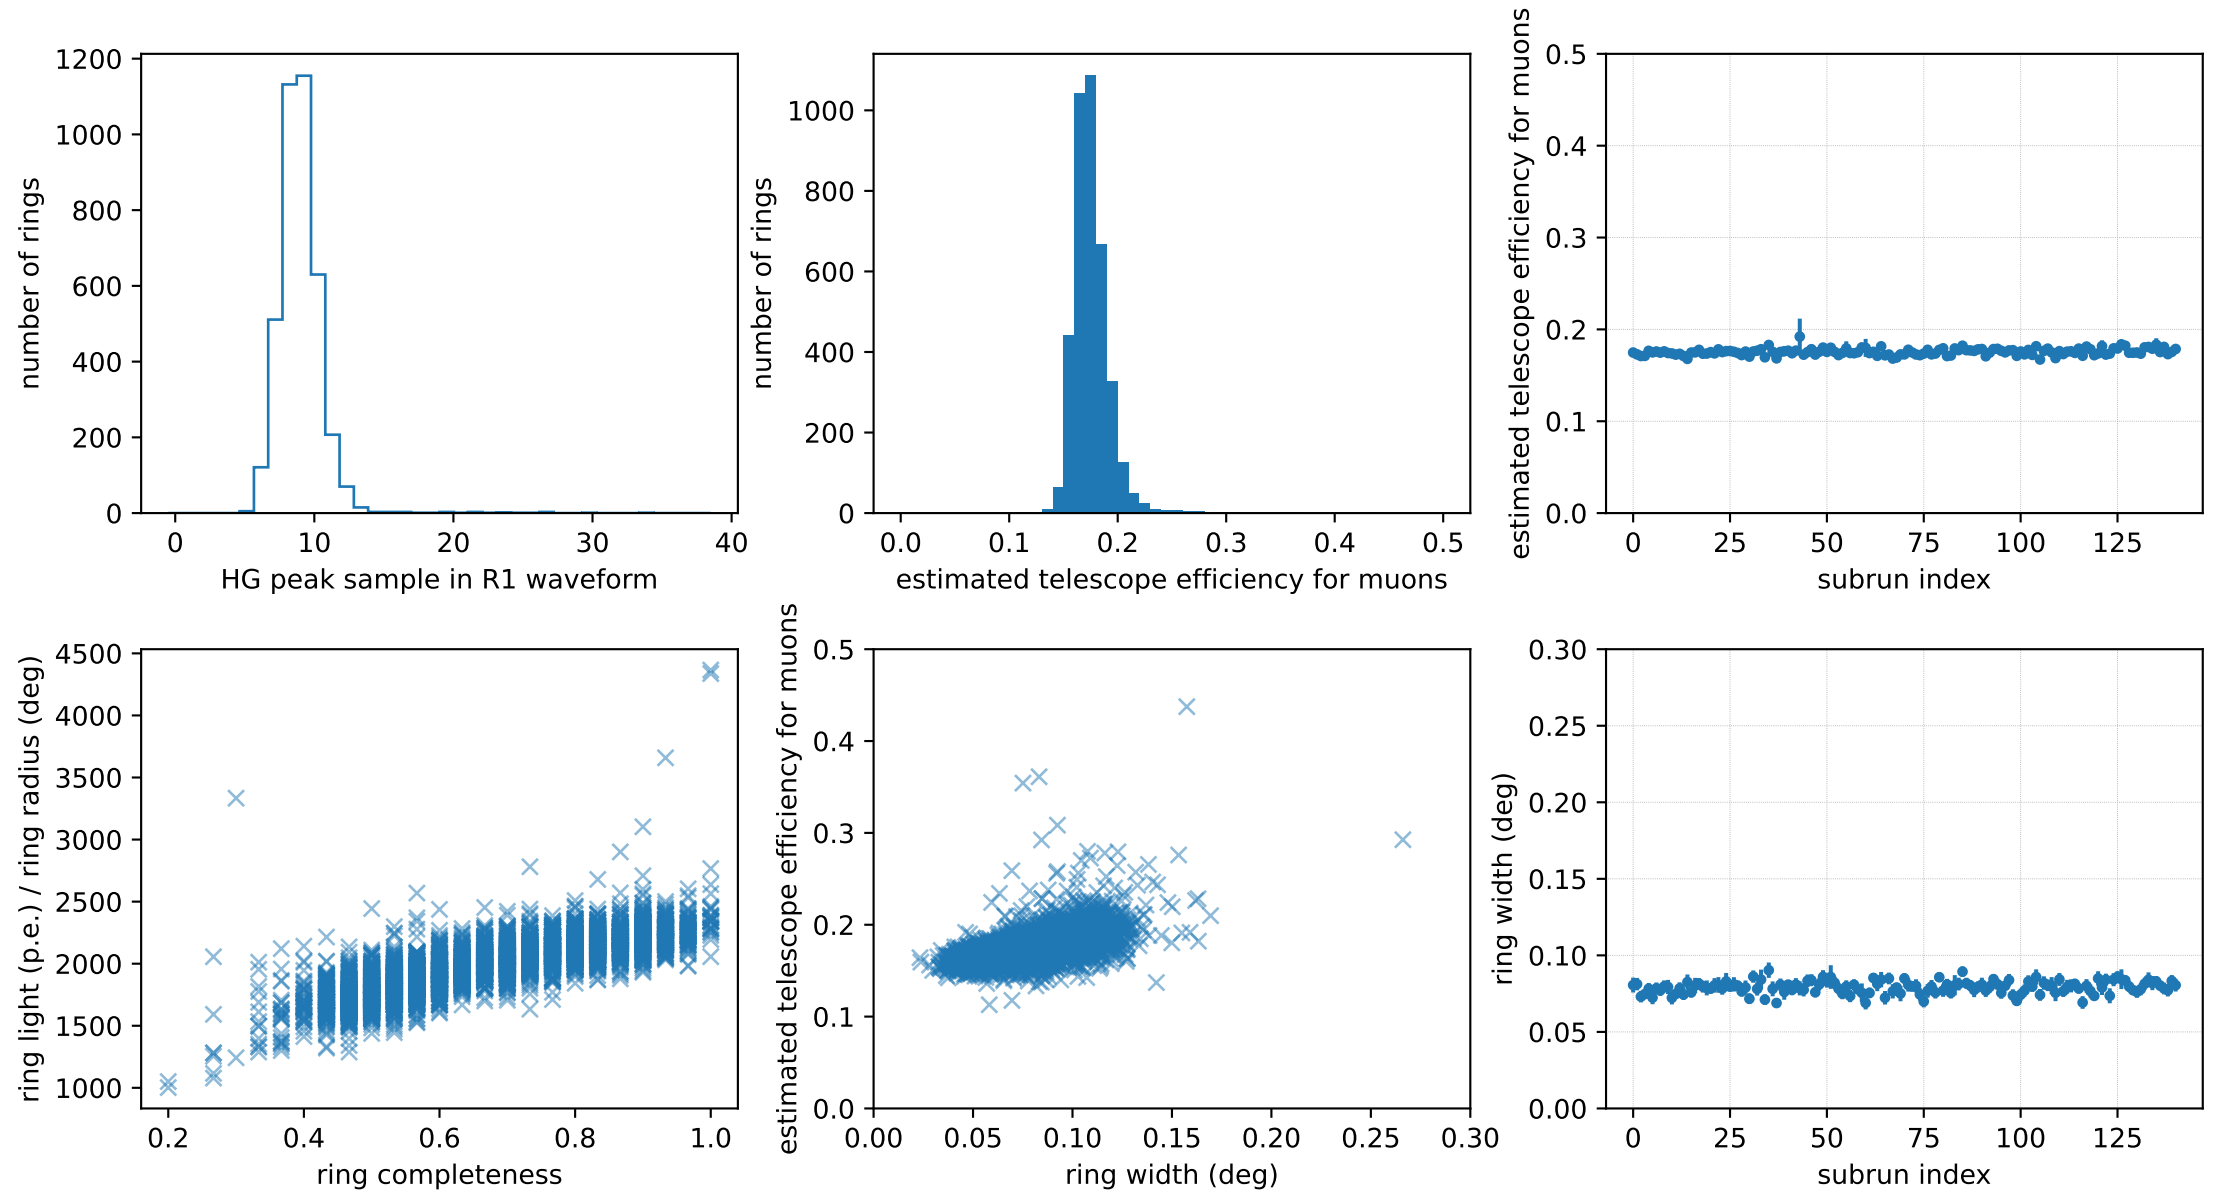 1200
1000
800
600
400
200
0
number of rings
0 10 20 30 40
HG peak sample in R1 waveform
1000
800
600
400
200
0
number of rings
0.0 0.1 0.2 0.3 0.4 0.5
estimated telescope efficiency for muons
0.5
0.4
0.3
0.2
0.1
0.0
estimated telescope efficiency for muons
0 25 50 75 100 125
subrun index
4500
4000
3500
3000
2500
2000
1500
1000
ring light (p.e.) / ring radius (deg)
0.2 0.4 0.6 0.8 1.0
ring completeness
0.5
0.4
0.3
0.2
0.1
0.0
estimated telescope efficiency for muons
0.00 0.05 0.10 0.15 0.20 0.25 0.30
ring width (deg)
0.30
0.25
0.20
0.15
0.10
0.05
0.00
ring width (deg)
0 25 50 75 100 125
subrun index